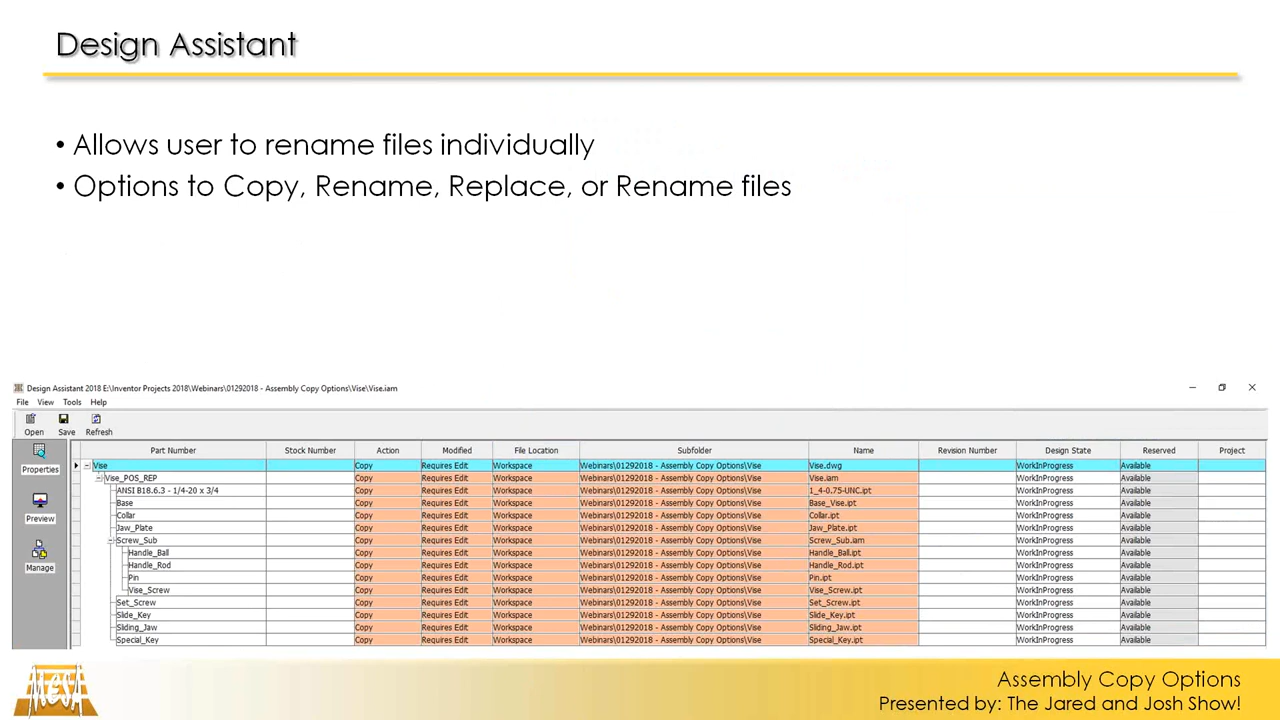 Design Assistant
• Allows user to rename files individually
• Options to Copy, Rename, Replace, or Rename files
Design Assistant 2018 E:\Inventor Projects 2018\Webinars\01292018 - Assembly Copy Options\Vise\Vise.iam
File View Tools Help
Open Save Refresh
Properties
Preview
Manage
Part Number Stock Number Action Modified File Location Subfolder Name Revision Number Design State Reserved Project
Vise Copy Requires Edit Workspace Webinars\01292018 - Assembly Copy Options\Vise Vise.dwg WorkInProgress Available
Vise_POS_REP Copy Requires Edit Workspace Webinars\01292018 - Assembly Copy Options\Vise Vise.iam WorkInProgress Available
ANSI B18.6.3 - 1/4-20 x 3/4 Copy Requires Edit Workspace Webinars\01292018 - Assembly Copy Options\Vise 1_4-0.75-UNC.ipt WorkInProgress Available
Base Copy Requires Edit Workspace Webinars\01292018 - Assembly Copy Options\Vise Base_Vise.ipt WorkInProgress Available
Collar Copy Requires Edit Workspace Webinars\01292018 - Assembly Copy Options\Vise Collar.ipt WorkInProgress Available
Jaw_Plate Copy Requires Edit Workspace Webinars\01292018 - Assembly Copy Options\Vise Jaw_Plate.ipt WorkInProgress Available
Screw_Sub Copy Requires Edit Workspace Webinars\01292018 - Assembly Copy Options\Vise Screw_Sub.iam WorkInProgress Available
Handle_Ball Copy Requires Edit Workspace Webinars\01292018 - Assembly Copy Options\Vise Handle_Ball.ipt WorkInProgress Available
Handle_Rod Copy Requires Edit Workspace Webinars\01292018 - Assembly Copy Options\Vise Handle_Rod.ipt WorkInProgress Available
Pin Copy Requires Edit Workspace Webinars\01292018 - Assembly Copy Options\Vise Pin.ipt WorkInProgress Available
Vise_Screw Copy Requires Edit Workspace Webinars\01292018 - Assembly Copy Options\Vise Vise_Screw.ipt WorkInProgress Available
Set_Screw Copy Requires Edit Workspace Webinars\01292018 - Assembly Copy Options\Vise Set_Screw.ipt WorkInProgress Available
Slide_Key Copy Requires Edit Workspace Webinars\01292018 - Assembly Copy Options\Vise Slide_Key.ipt WorkInProgress Available
Sliding_Jaw Copy Requires Edit Workspace Webinars\01292018 - Assembly Copy Options\Vise Sliding_Jaw.ipt WorkInProgress Available
Special_Key Copy Requires Edit Workspace Webinars\01292018 - Assembly Copy Options\Vise Special_Key.ipt WorkInProgress Available
MESA
Assembly Copy Options
Presented by: The Jared and Josh Show!